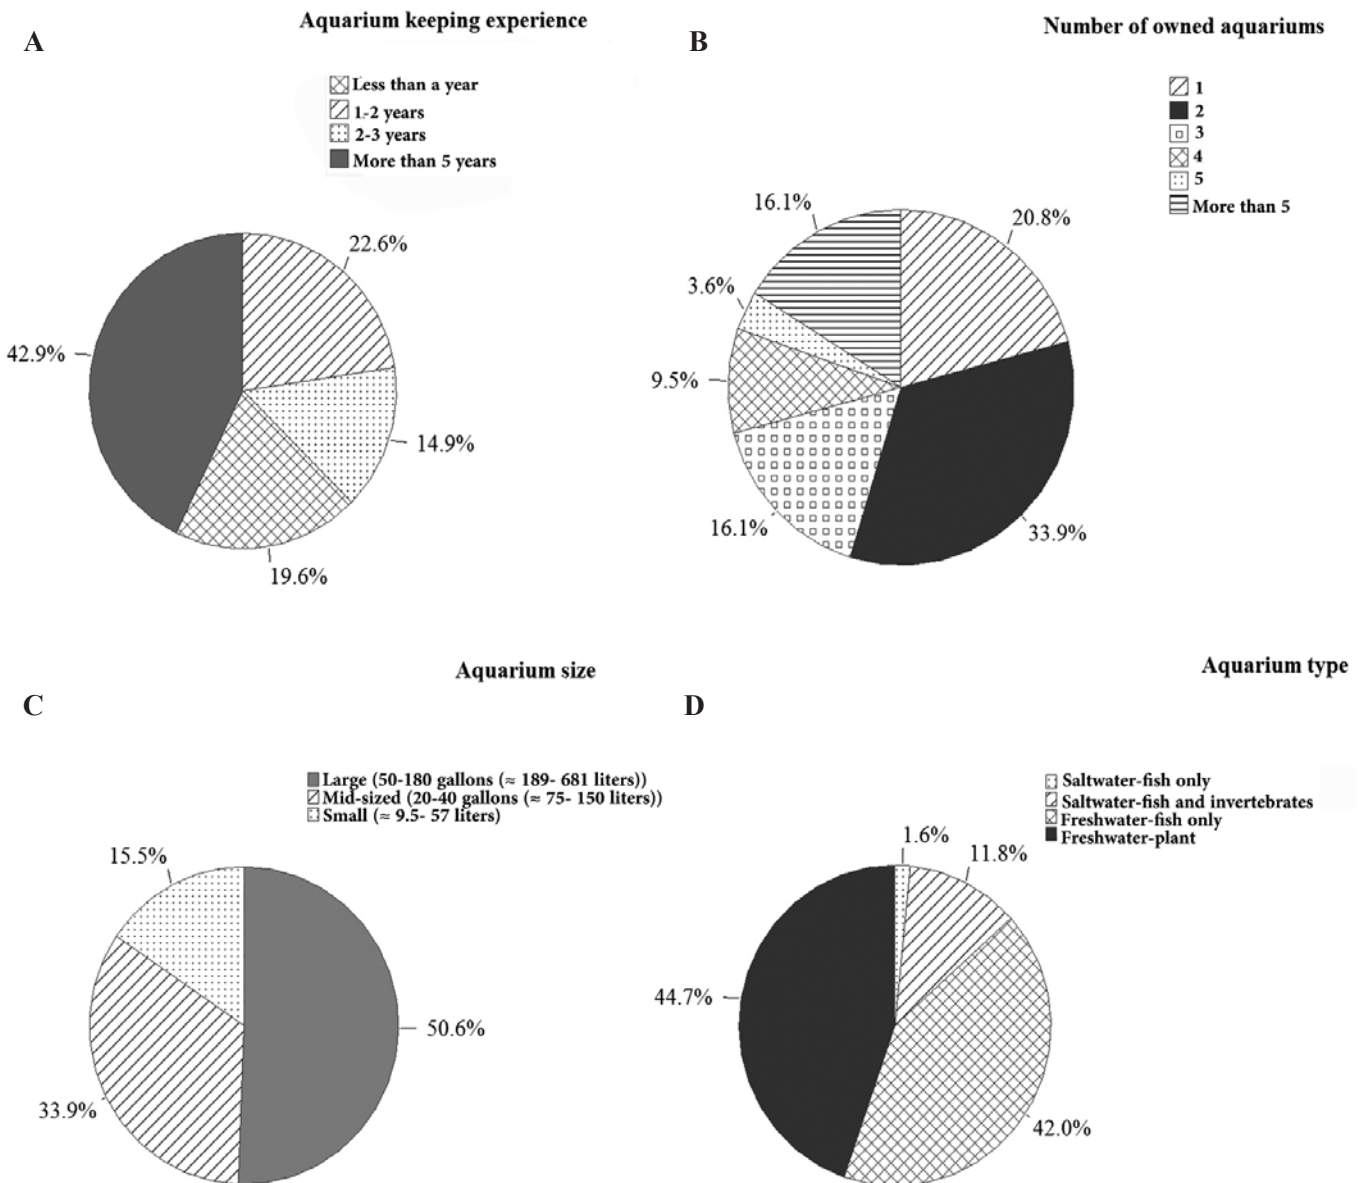 Aquarium keeping experience
A
Less than a year
1-2 years
2-3 years
More than 5 years
22.6%
42.9%
14.9%
19.6%
Number of owned aquariums
B
1
2
3
4
5
More than 5
16.1%
20.8%
3.6%
9.5%
16.1%
33.9%
Aquarium size
C
Large (50-180 gallons (≈ 189- 681 liters))
Mid-sized (20-40 gallons (≈ 75- 150 liters))
Small (≈ 9.5- 57 liters)
15.5%
50.6%
33.9%
Aquarium type
D
Saltwater-fish only
Saltwater-fish and invertebrates
Freshwater-fish only
Freshwater-plant
1.6%
11.8%
44.7%
42.0%